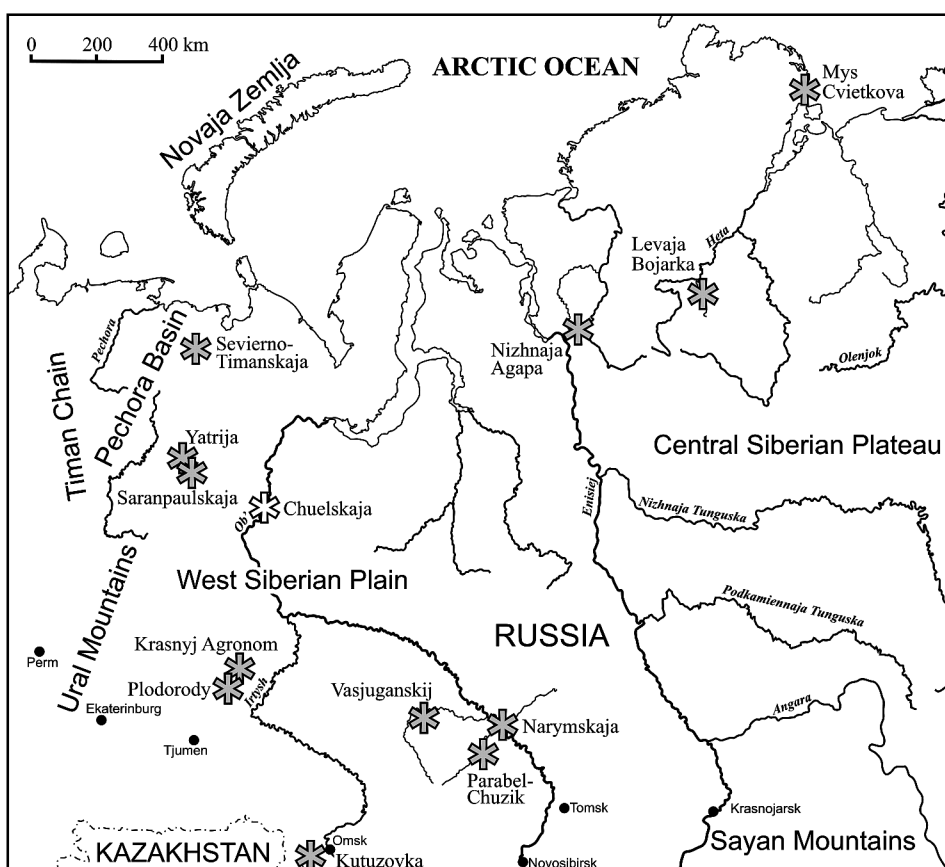 0 200 400 km
ARCTIC OCEAN
Novaja Zemlja
Mys
Cvietkova
Heta
Levaja
Bojarka
Pechora
Sevierno-
Timanskaja
Nizhnaja
Agapa
Olenjok
Timan Chain
Pechora Basin
Yatrija
Saranpaulskaja
Central Siberian Plateau
Ob'
Chuelskaja
Enisiej
Nizhnaja Tunguska
West Siberian Plain
Podkamiennaja Tunguska
RUSSIA
Ural Mountains
Krasnyj Agronom
Perm
Plodorody
Irtysh
Vasjuganskij
Angara
Ekaterinburg
Narymskaja
Tjumen
Parabel-
Chuzik
Tomsk
Krasnojarsk
Sayan Mountains
KAZAKHSTAN
Omsk
Kutuzovka
Novosibirsk